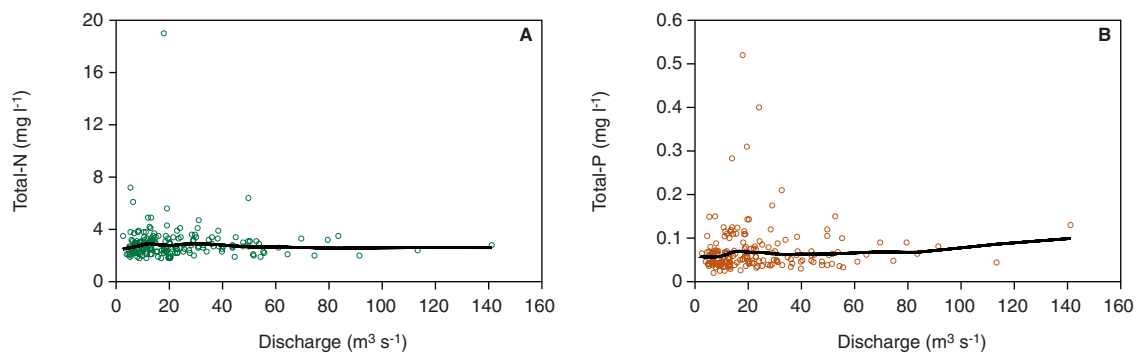 A
Total-N (mg l⁻¹)
20
16
12
8
4
0
0 20 40 60 80 100 120 140 160
Discharge (m³ s⁻¹)
B
Total-P (mg l⁻¹)
0.6
0.5
0.4
0.3
0.2
0.1
0
0 20 40 60 80 100 120 140 160
Discharge (m³ s⁻¹)